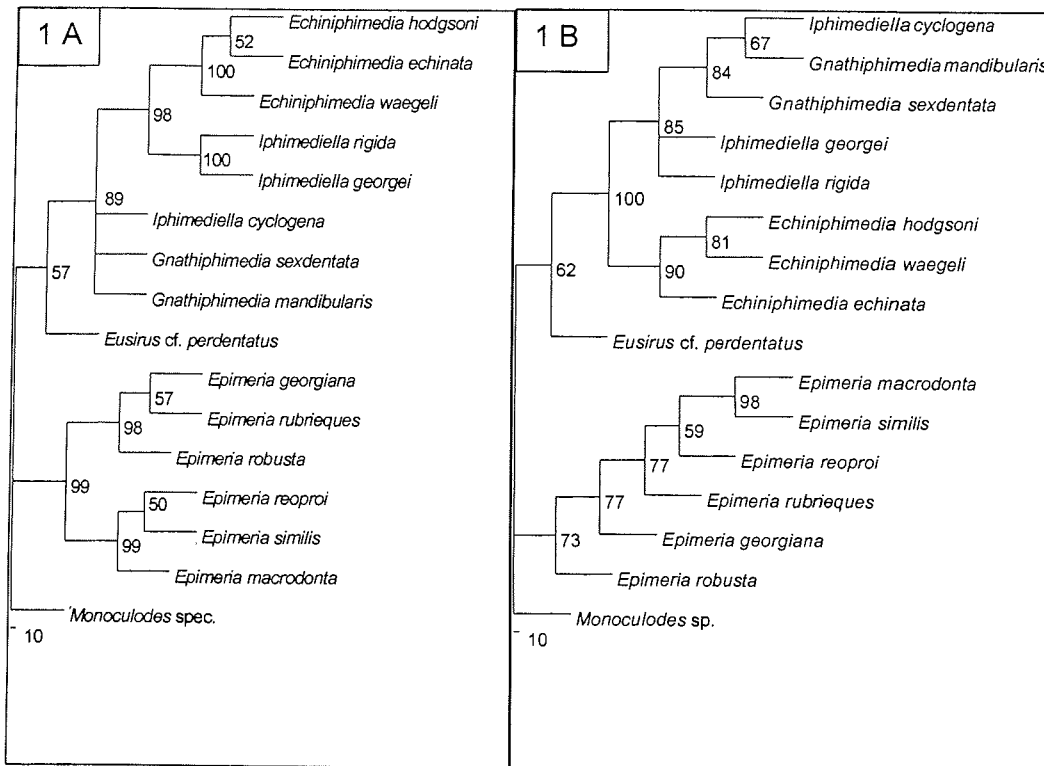 1 A
Echiniphimedia hodgsoni
52
Echiniphimedia echinata
100
Echiniphimedia waegeli
98
Iphimediella rigida
100
Iphimediella georgei
89
Iphimediella cyclogena
57
Gnathiphimedia sexdentata
Gnathiphimedia mandibularis
Eusirus cf. perdentatus
Epimeria georgiana
57
Epimeria rubrieques
98
Epimeria robusta
99
Epimeria reoproi
50
Epimeria similis
99
Epimeria macrodonta
Monoculodes spec.
10
1 B
Iphimediella cyclogena
67
Gnathiphimedia mandibularis
84
Gnathiphimedia sexdentata
85
Iphimediella georgei
Iphimediella rigida
100
Echiniphimedia hodgsoni
81
Echiniphimedia waegeli
62
90
Echiniphimedia echinata
Eusirus cf. perdentatus
Epimeria macrodonta
98
Epimeria similis
59
Epimeria reoproi
77
Epimeria rubrieques
77
Epimeria georgiana
73
Epimeria robusta
Monoculodes sp.
10